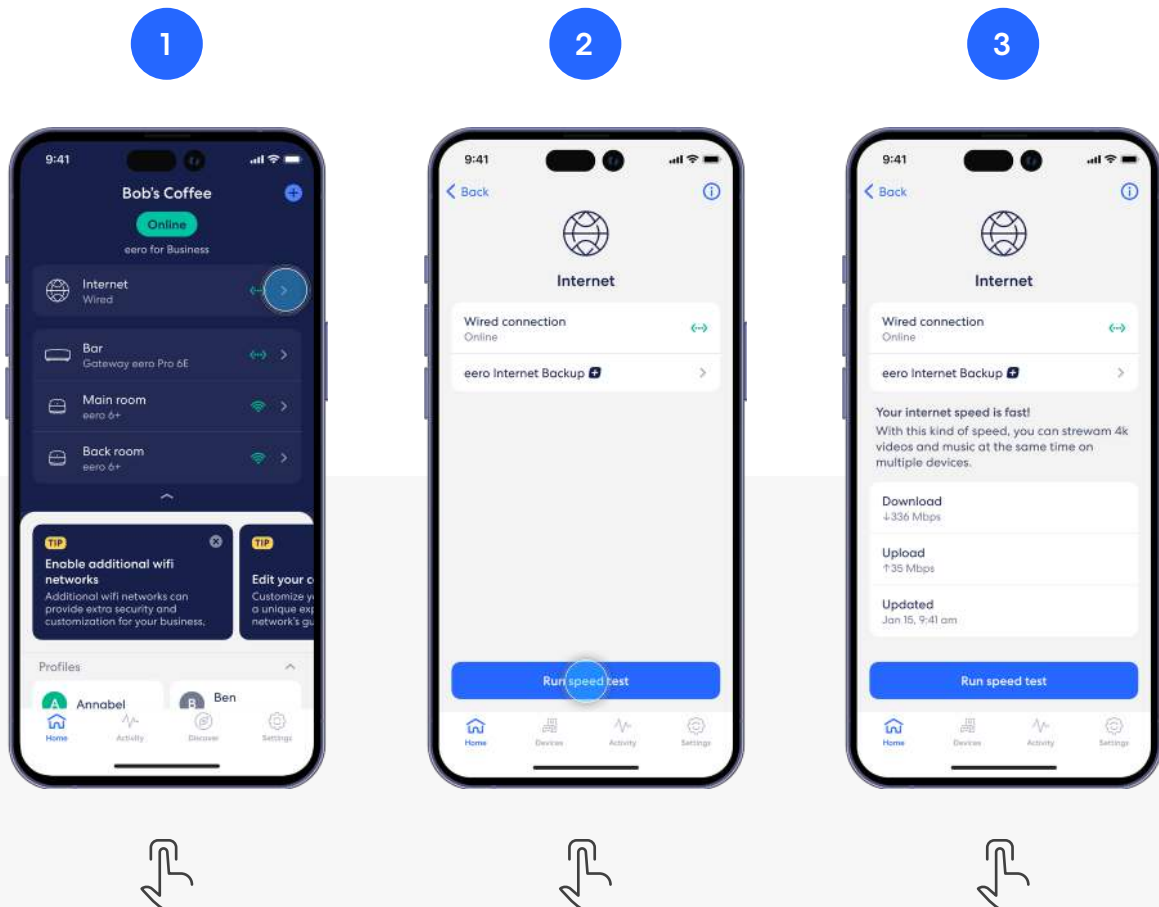 1
2
3
9:41
Bob's Coffee
Online
eero for Business
Internet
Wired
Bar
Gateway eero Pro 6E
Main room
eero 6+
Back room
eero 6+
TIP
Enable additional wifi
networks
Additional wifi networks can
provide extra security and
customization for your business,
TIP
Edit your c
Customize y
a unique exp
network's gu
Profiles
A Annabel
B Ben
Home Activity Discover Settings
9:41
Back
Internet
Wired connection
Online
eero Internet Backup
Run speed test
Home Devices Activity Settings
9:41
Back
Internet
Wired connection
Online
eero Internet Backup
Your internet speed is fast!
With this kind of speed, you can strewam 4k
videos and music at the same time on
multiple devices.
Download
↓336 Mbps
Upload
↑35 Mbps
Updated
Jan 15, 9:41 am
Run speed test
Home Devices Activity Settings